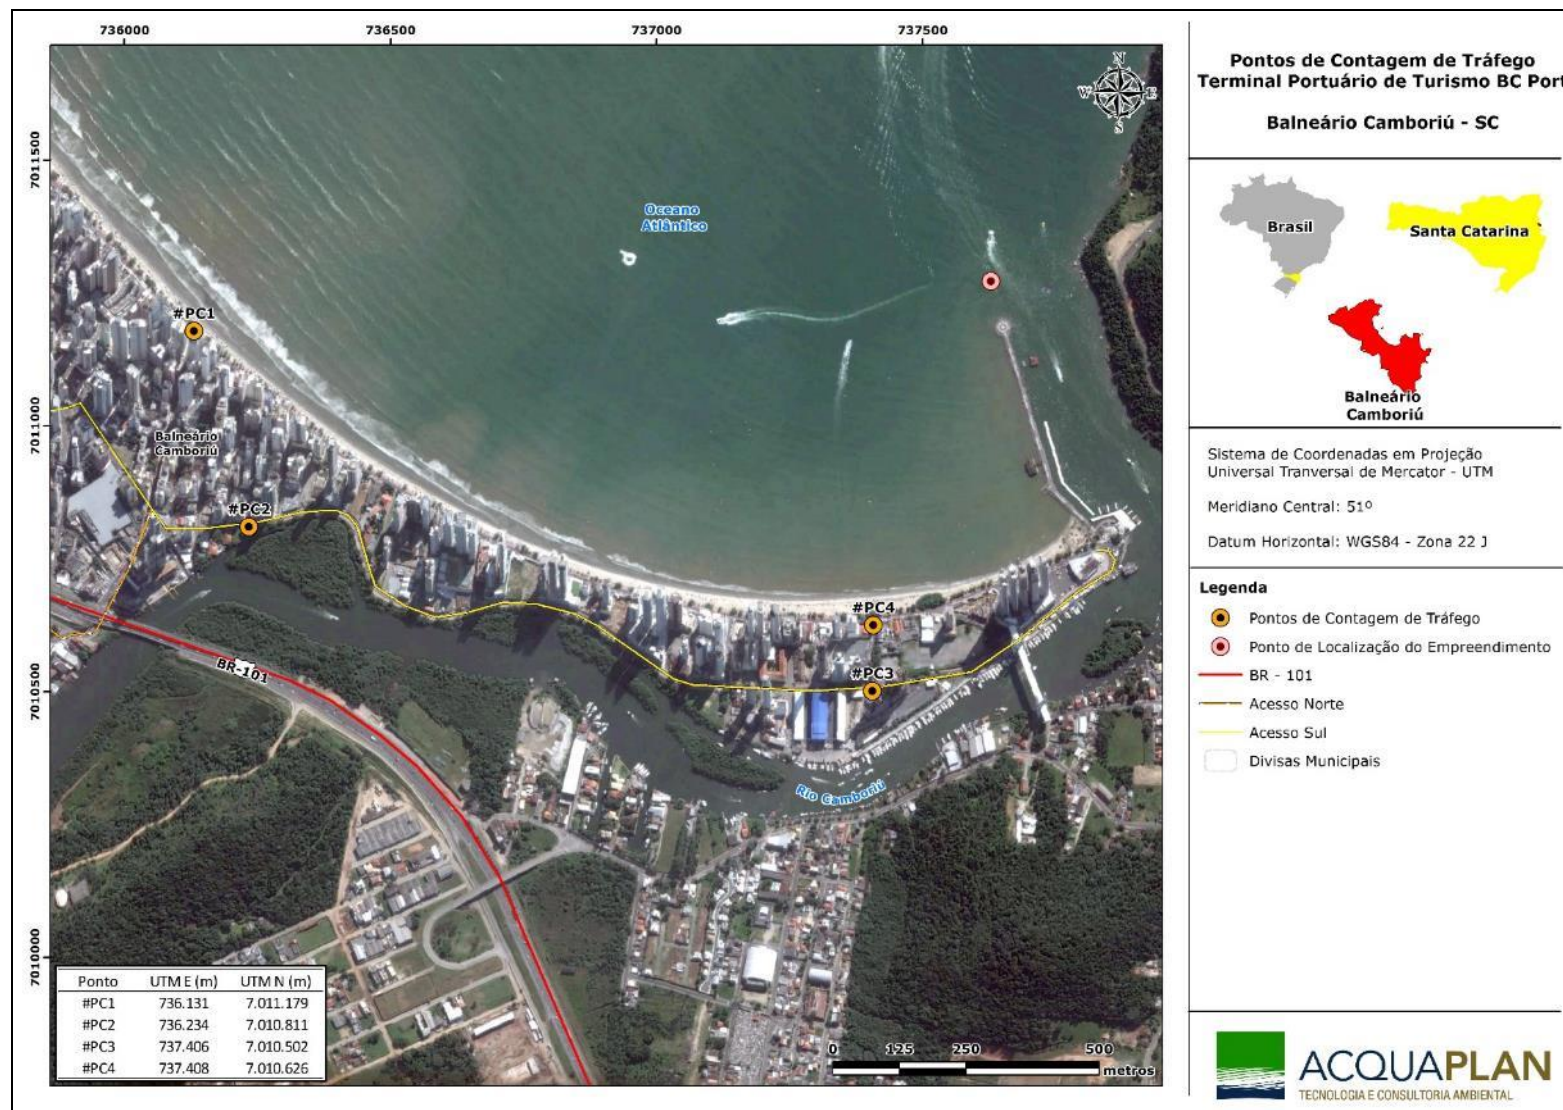 736000
736500
737000
737500
7011500
7011000
7010500
7010000
N
W
E
S
Oceano
Atlântico
#PC1
Balneário
Camboriú
#PC2
#PC4
#PC3
BR-101
Rio Camboriú
Ponto UTM E (m) UTM N (m)
#PC1 736.131 7.011.179
#PC2 736.234 7.010.811
#PC3 737.406 7.010.502
#PC4 737.408 7.010.626
0 125 250 500
metros
Pontos de Contagem de Tráfego
Terminal Portuário de Turismo BC Port
Balneário Camboriú - SC
Brasil
Santa Catarina
Balneário
Camboriú
Sistema de Coordenadas em Projeção
Universal Tranversal de Mercator - UTM
Meridiano Central: 51º
Datum Horizontal: WGS84 - Zona 22 J
Legenda
Pontos de Contagem de Tráfego
Ponto de Localização do Empreendimento
BR - 101
Acesso Norte
Acesso Sul
Divisas Municipais
ACQUAPLAN
TECNOLOGIA E CONSULTORIA AMBIENTAL